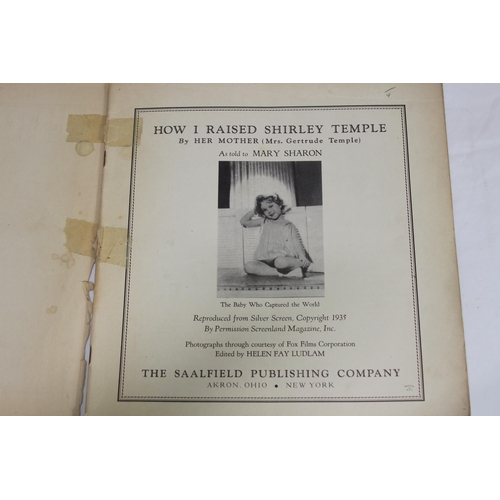 HOW I RAISED SHIRLEY TEMPLE
By HER MOTHER (Mrs. Gertrude Temple)
As told to MARY SHARON
The Baby Who Captured the World
Reproduced from Silver Screen, Copyright 1935
By Permission Screenland Magazine, Inc.
Photographs through courtesy of Fox Films Corporation
Edited by HELEN FAY LUDLAM
THE SAALFIELD PUBLISHING COMPANY
AKRON, OHIO • NEW YORK